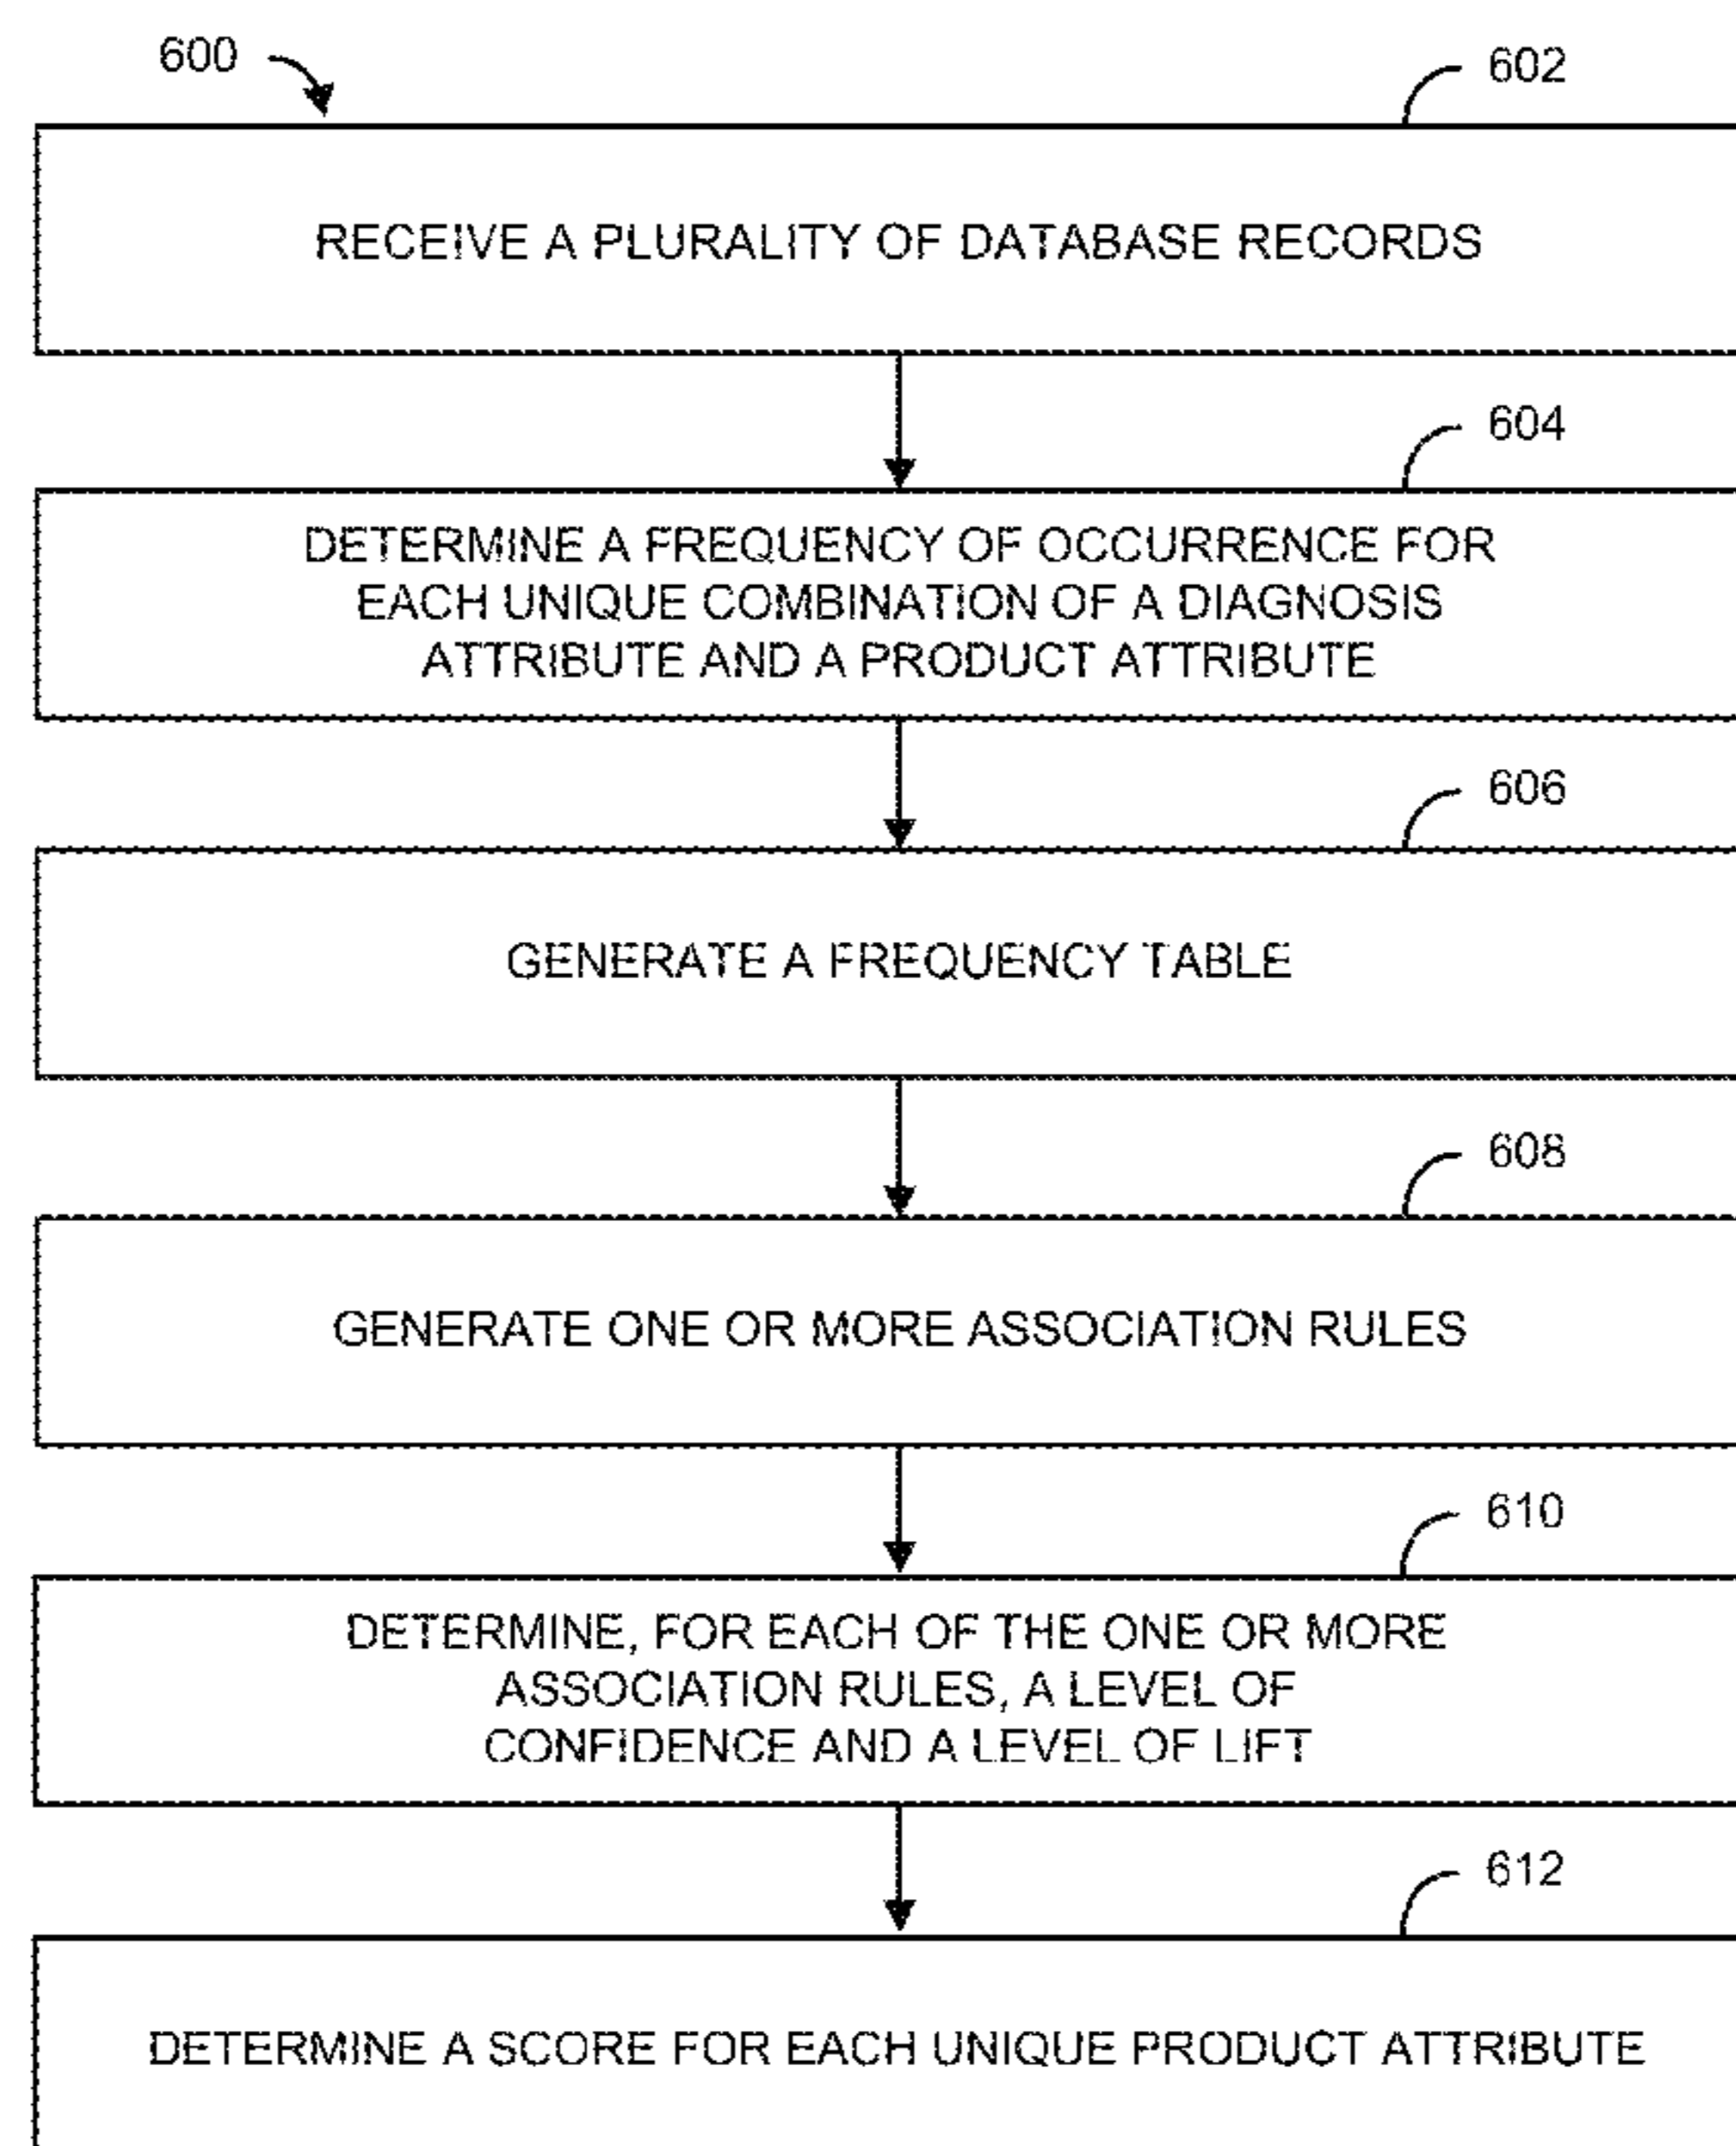 600
602
RECEIVE A PLURALITY OF DATABASE RECORDS
604
DETERMINE A FREQUENCY OF OCCURRENCE FOR
EACH UNIQUE COMBINATION OF A DIAGNOSIS
ATTRIBUTE AND A PRODUCT ATTRIBUTE
606
GENERATE A FREQUENCY TABLE
608
GENERATE ONE OR MORE ASSOCIATION RULES
610
DETERMINE, FOR EACH OF THE ONE OR MORE
ASSOCIATION RULES, A LEVEL OF
CONFIDENCE AND A LEVEL OF LIFT
612
DETERMINE A SCORE FOR EACH UNIQUE PRODUCT ATTRIBUTE